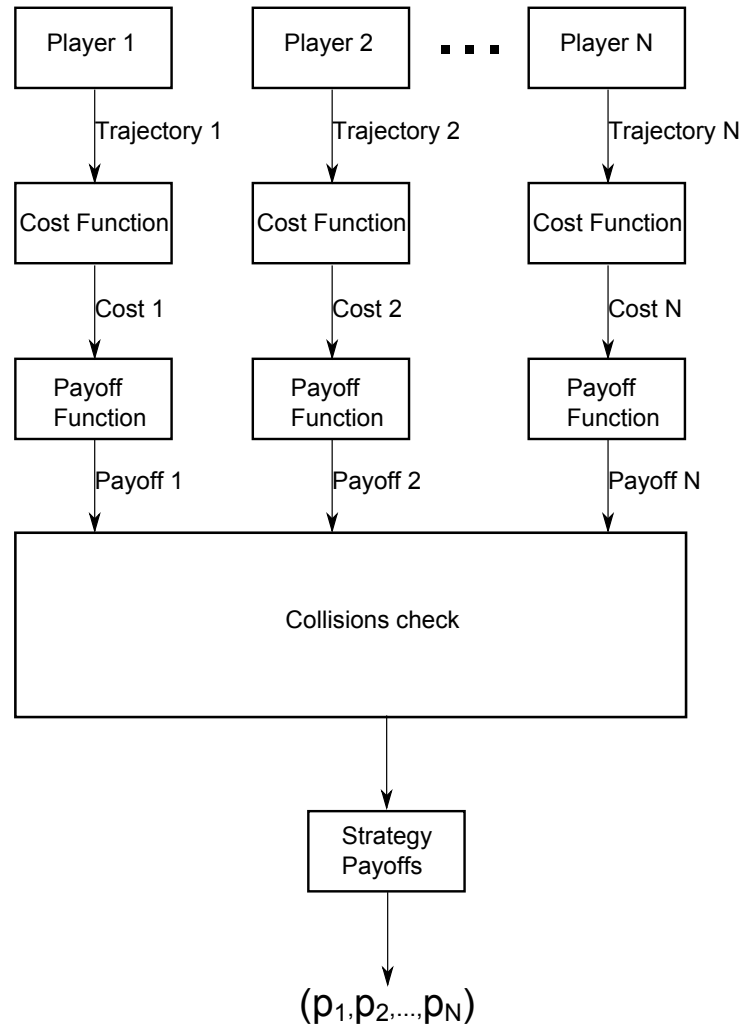 Player 1
Player 2
...
Player N
Trajectory 1
Trajectory 2
Trajectory N
Cost Function
Cost Function
Cost Function
Cost 1
Cost 2
Cost N
Payoff
Function
Payoff
Function
Payoff
Function
Payoff 1
Payoff 2
Payoff N
Collisions check
Strategy
Payoffs
(p₁,p₂,...,p_N)